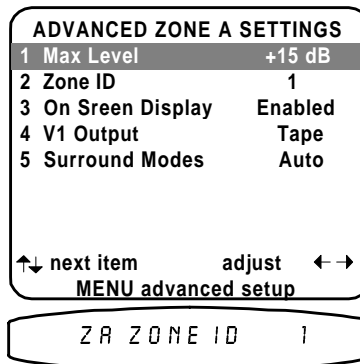 ADVANCED ZONE A SETTINGS
1 Max Level +15 dB
2 Zone ID 1
3 On Sreen Display Enabled
4 V1 Output Tape
5 Surround Modes Auto
↑↓ next item adjust ←→
MENU advanced setup
ZA ZONE ID 1